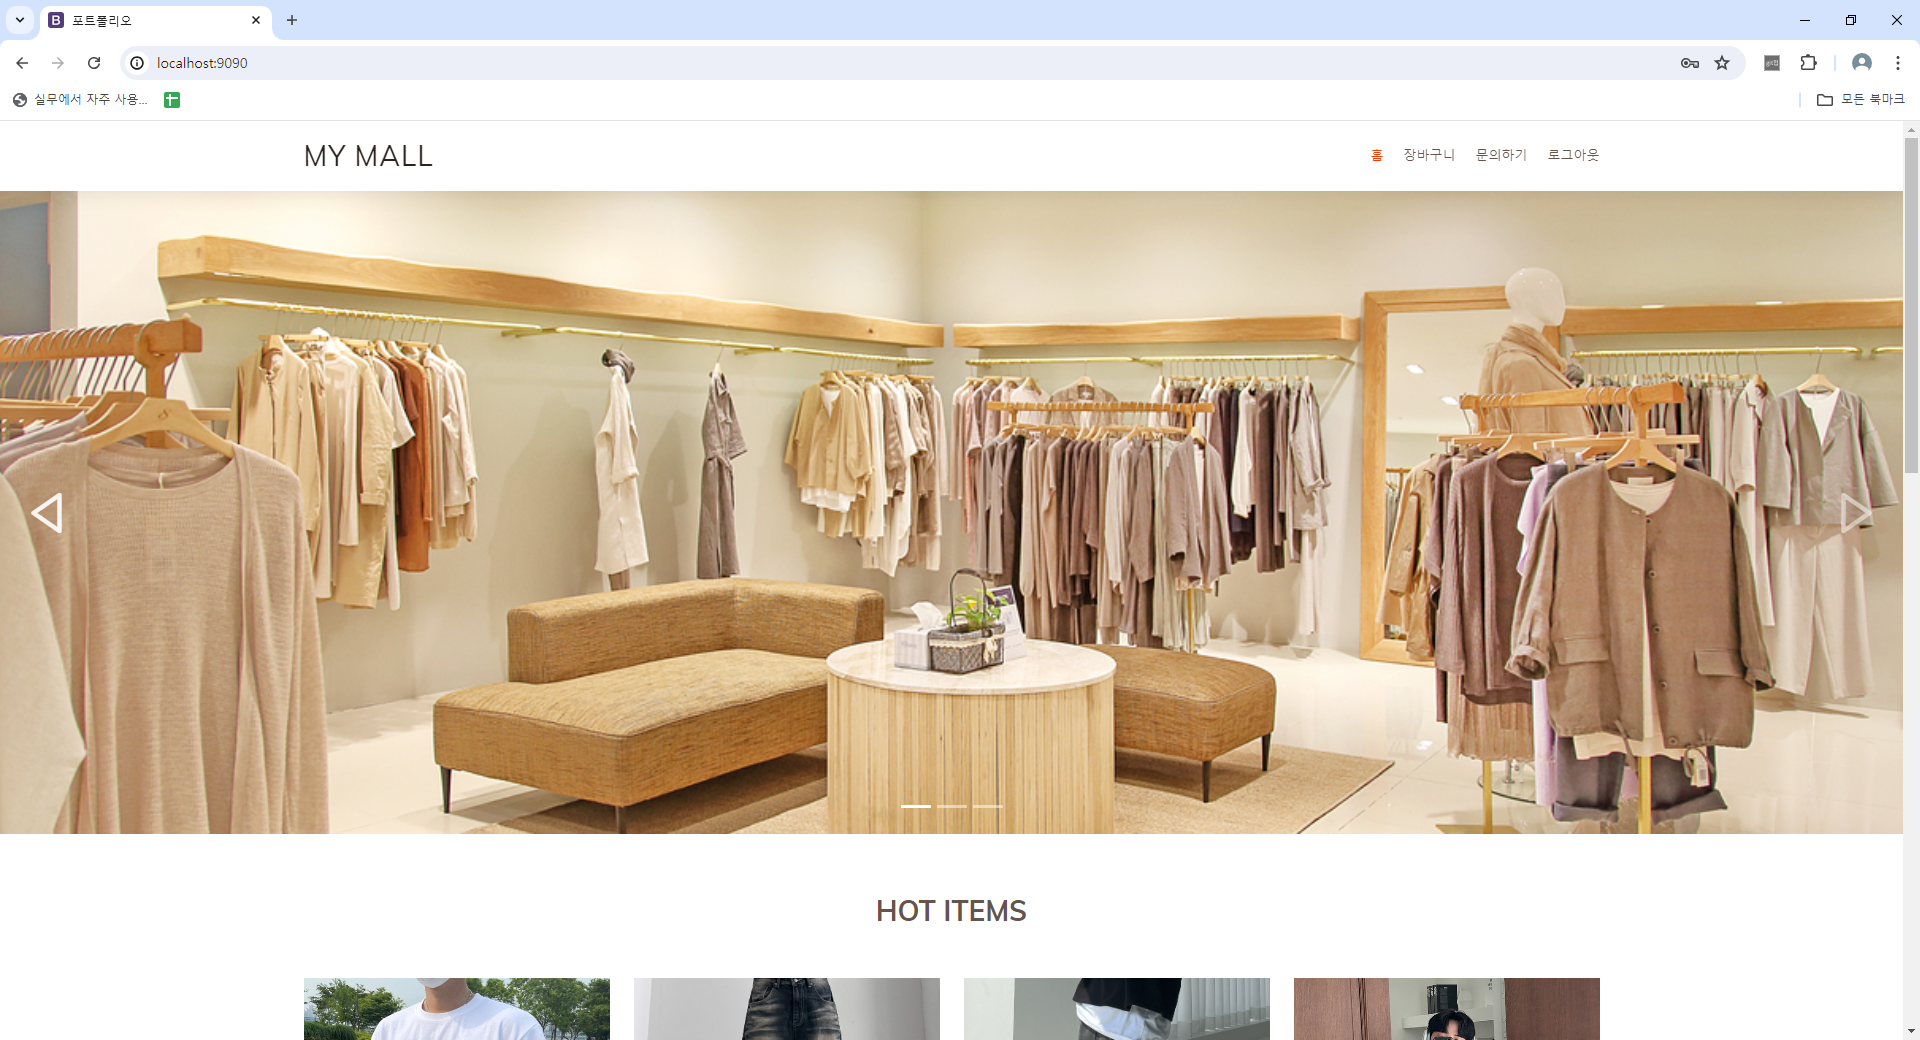 포트폴리오
localhost:9090
실무에서 자주 사용...
모든 북마크
MY MALL
홈 장바구니 문의하기 로그아웃
HOT ITEMS